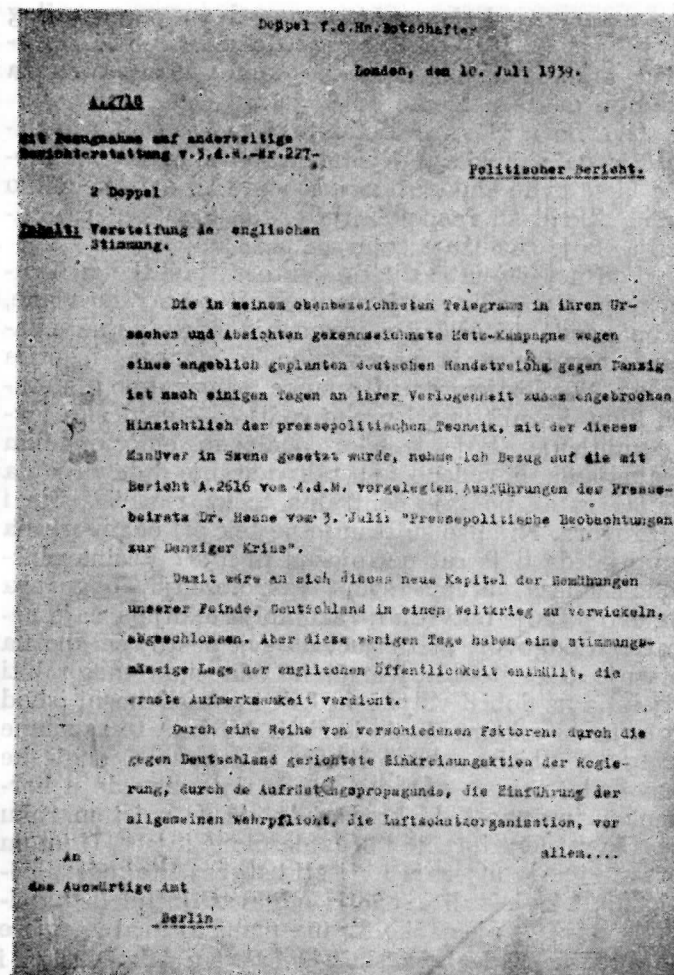 Doppel f.d.Hn.Botschafter
London, den 10. Juli 1939.
A.2718
Mit Bezugnahme auf anderweitige
Berichterstattung v.3.d.M.-Nr.227-
Politischer Bericht.
2 Doppel
Inhalt: Versteifung de englischen
Stimmung.
Die in meinem obenbezeichneten Telegramm in ihren Ur-
sachen und Absichten gekennzeichnete Hetz-Kampagne wegen
eines angeblich geplanten deutschen Handstreichs gegen Danzig
ist nach einigen Tagen an ihrer Verlogenheit zusammengebrochen
Hinsichtlich der pressepolitischen Technik, mit der dieses
Manöver in Szene gesetzt wurde, nehme ich Bezug auf die mit
Bericht A.2616 vom 4.d.M. vorgelegten Ausführungen des Presse-
beirats Dr. Hesse vom 3. Juli: "Pressepolitische Beobachtungen
zur Danziger Krise".
Damit wäre an sich dieses neue Kapitel der Bemühungen
unserer Feinde, Deutschland in einen Weltkrieg zu verwickeln,
abgeschlossen. Aber diese wenigen Tage haben eine stimmungs-
mässige Lage der englischen Öffentlichkeit enthüllt, die
ernste Aufmerksamkeit verdient.
Durch eine Reihe von verschiedenen Faktoren: durch die
gegen Deutschland gerichtete Einkreisungsaktion der Regie-
rung, durch de Aufrüstungspropaganda, die Einführung der
allgemeinen Wehrpflicht, die Luftschutzorganisation, vor
allem....
An
das Auswärtige Amt
Berlin